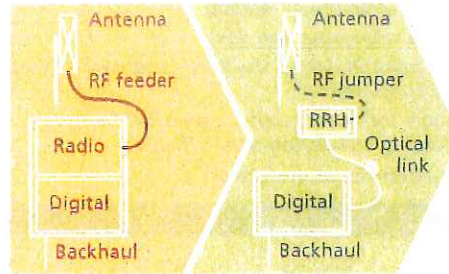 Antenna
RF feeder
Radio
Digital
Backhaul
Antenna
RF jumper
RRH
Optical
link
Digital
Backhaul